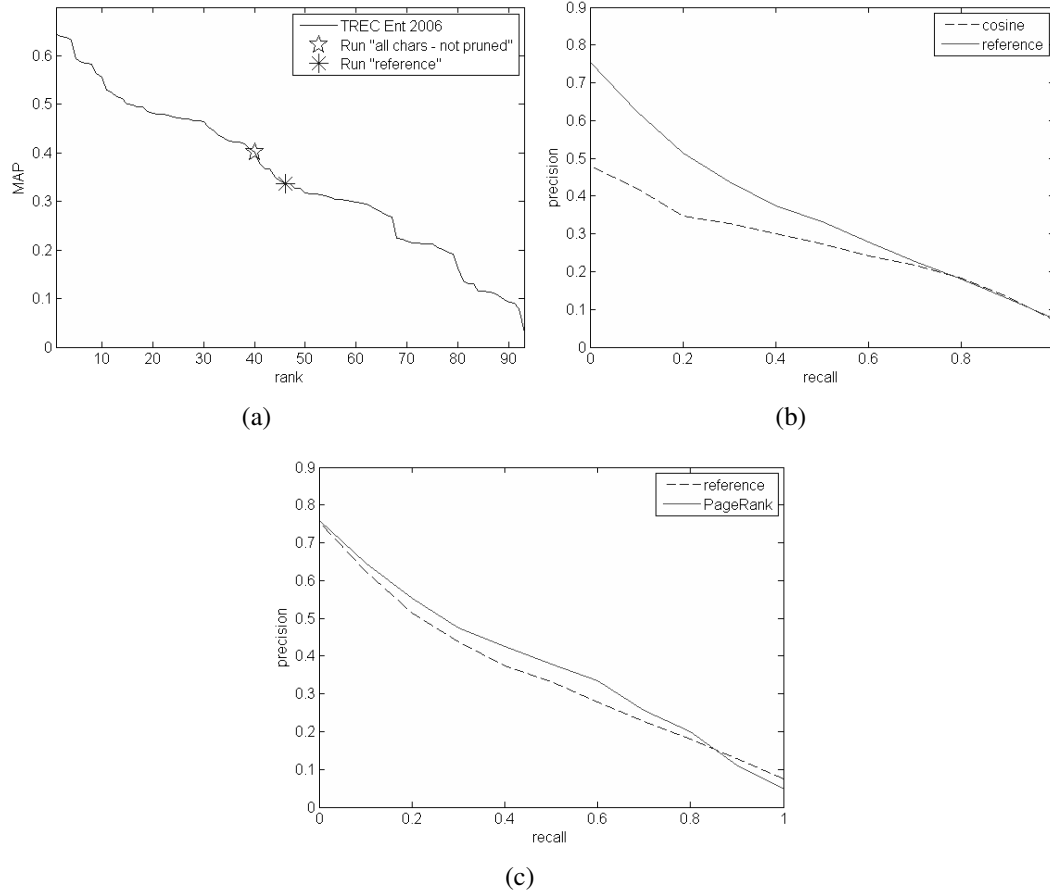 TREC Ent 2006
Run "all chars - not pruned"
Run "reference"
0.6
0.5
0.4
0.3
0.2
0.1
0
MAP
10 20 30 40 50 60 70 80 90
rank
(a)
cosine
reference
0.9
0.8
0.7
0.6
0.5
0.4
0.3
0.2
0.1
0
precision
0 0.2 0.4 0.6 0.8
recall
(b)
reference
PageRank
0.9
0.8
0.7
0.6
0.5
0.4
0.3
0.2
0.1
0
precision
0 0.2 0.4 0.6 0.8 1
recall
(c)